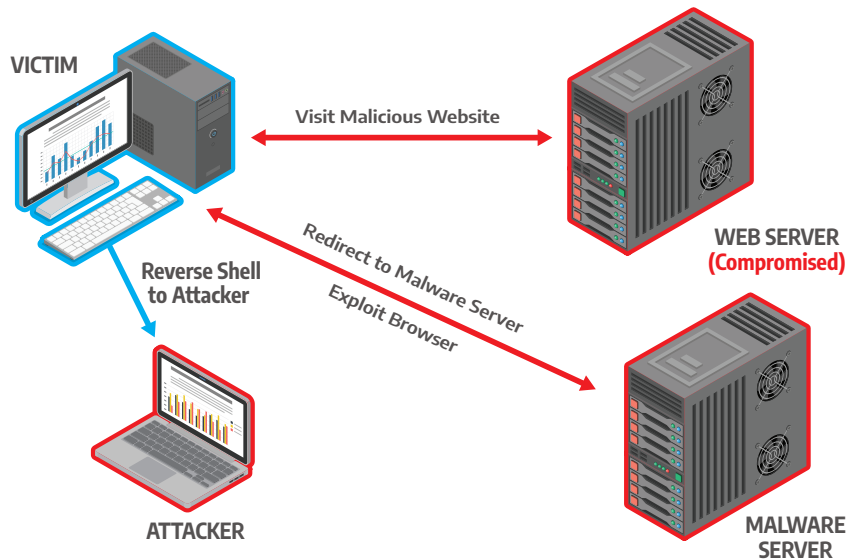 VICTIM
Visit Malicious Website
WEB SERVER
(Compromised)
Redirect to Malware Server
Exploit Browser
Reverse Shell
to Attacker
ATTACKER
MALWARE
SERVER